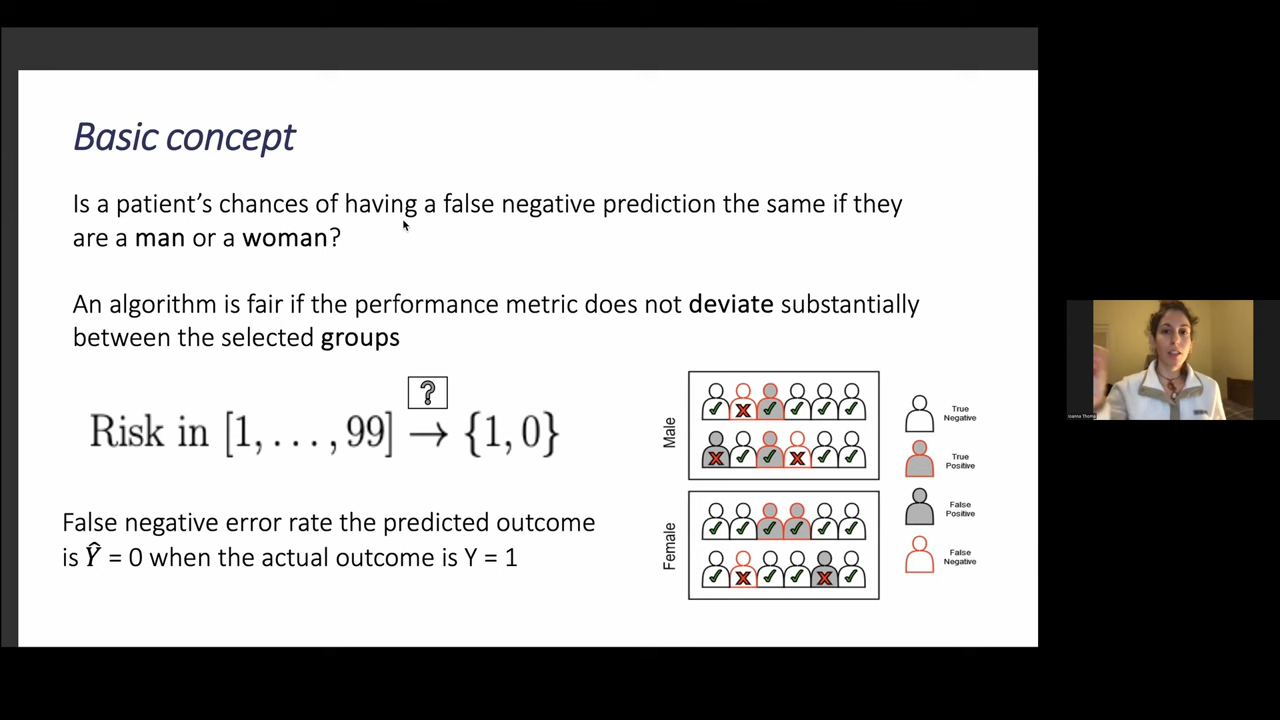 Basic concept
Is a patient's chances of having a false negative prediction the same if they
are a man or a woman?
An algorithm is fair if the performance metric does not deviate substantially
between the selected groups
?
Risk in [1, . . . , 99] → {1, 0}
False negative error rate the predicted outcome
is Ŷ = 0 when the actual outcome is Y = 1
Male
Female
True
Negative
True
Positive
False
Positive
False
Negative